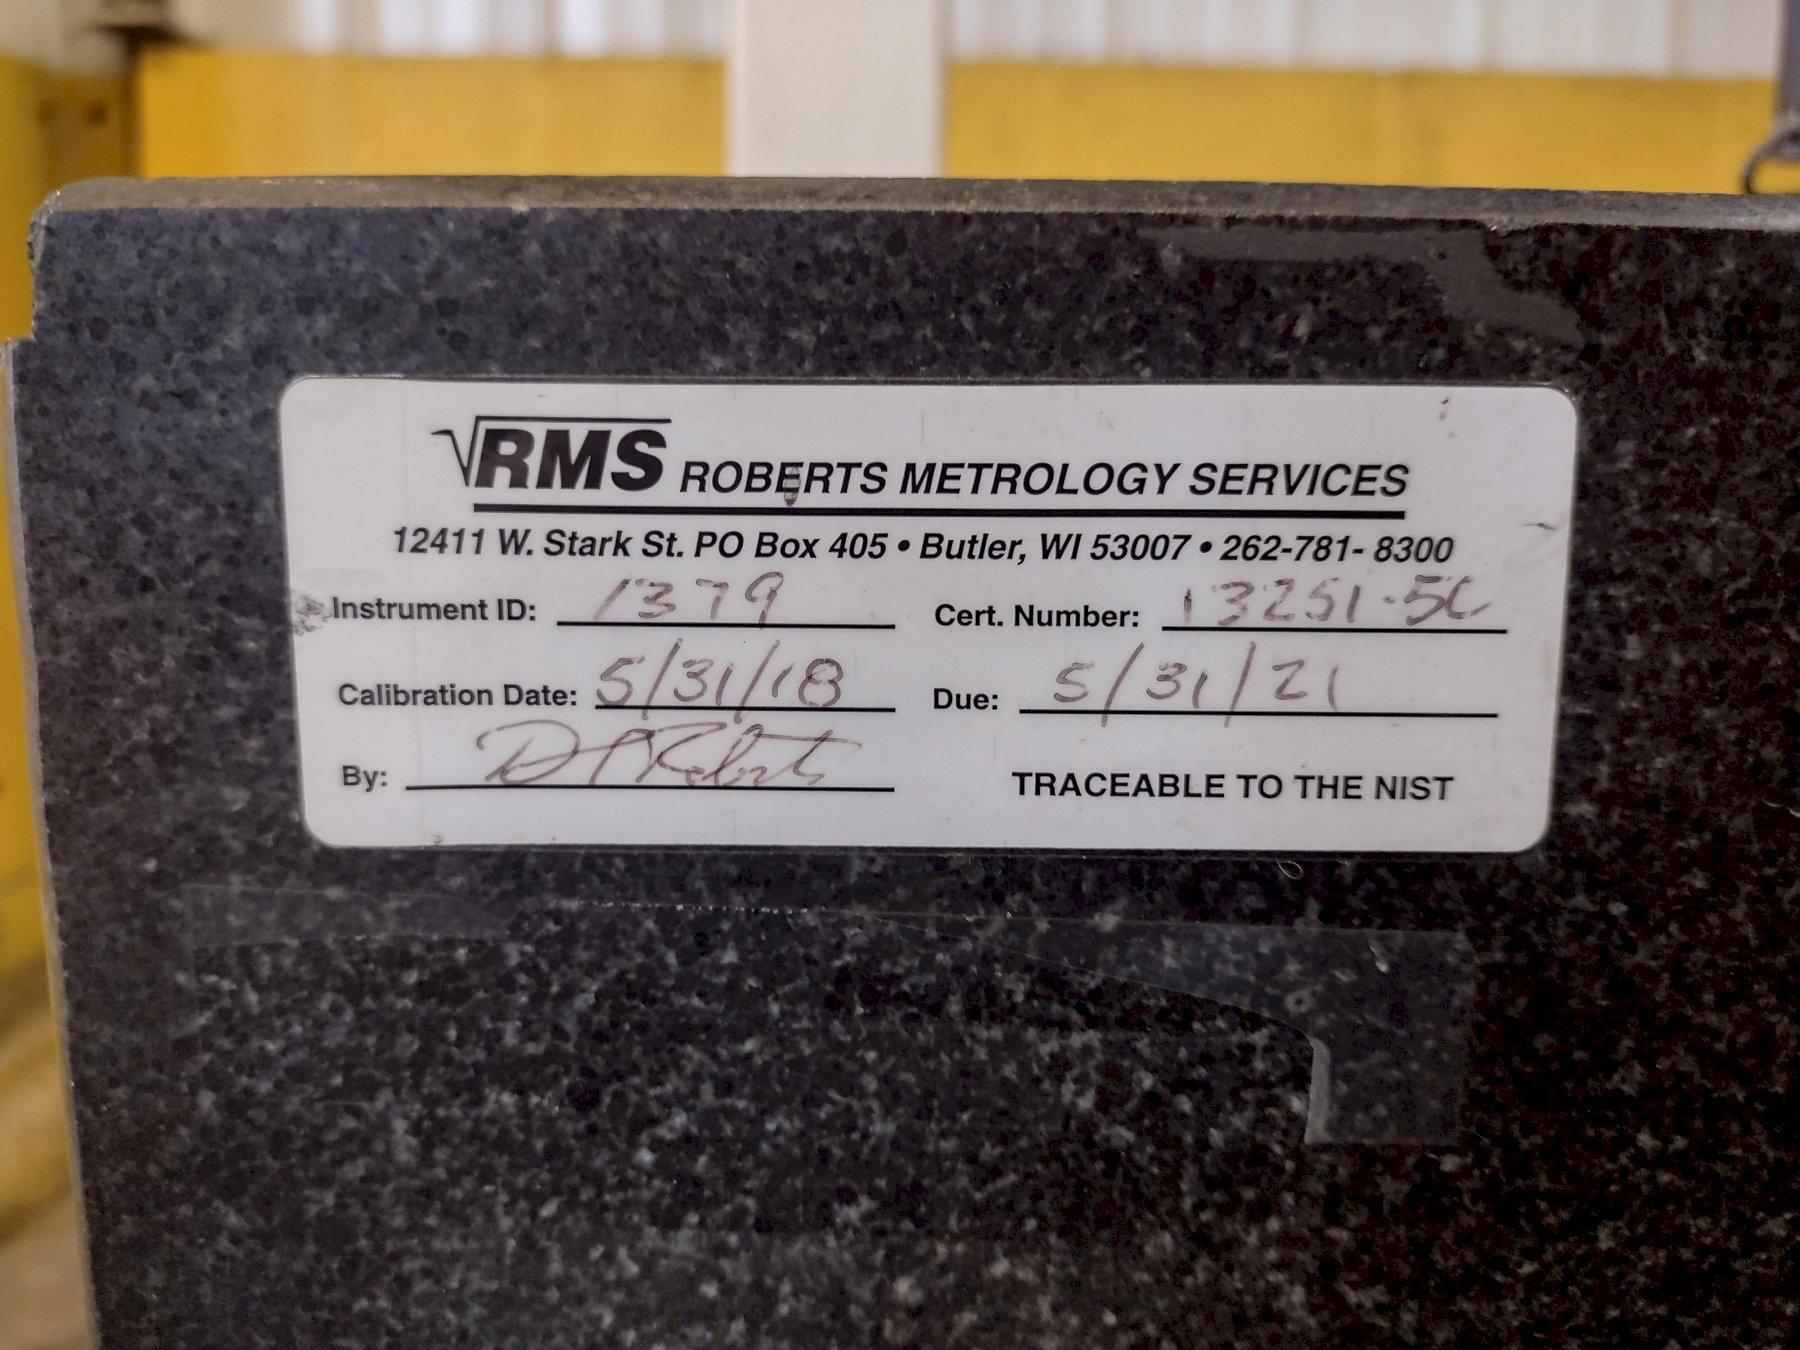 √RMS ROBERTS METROLOGY SERVICES
12411 W. Stark St. PO Box 405 • Butler, WI 53007 • 262-781- 8300
Instrument ID: 1379 Cert. Number: 13251-5C
Calibration Date: 5/31/18 Due: 5/31/21
By: D Roberts TRACEABLE TO THE NIST